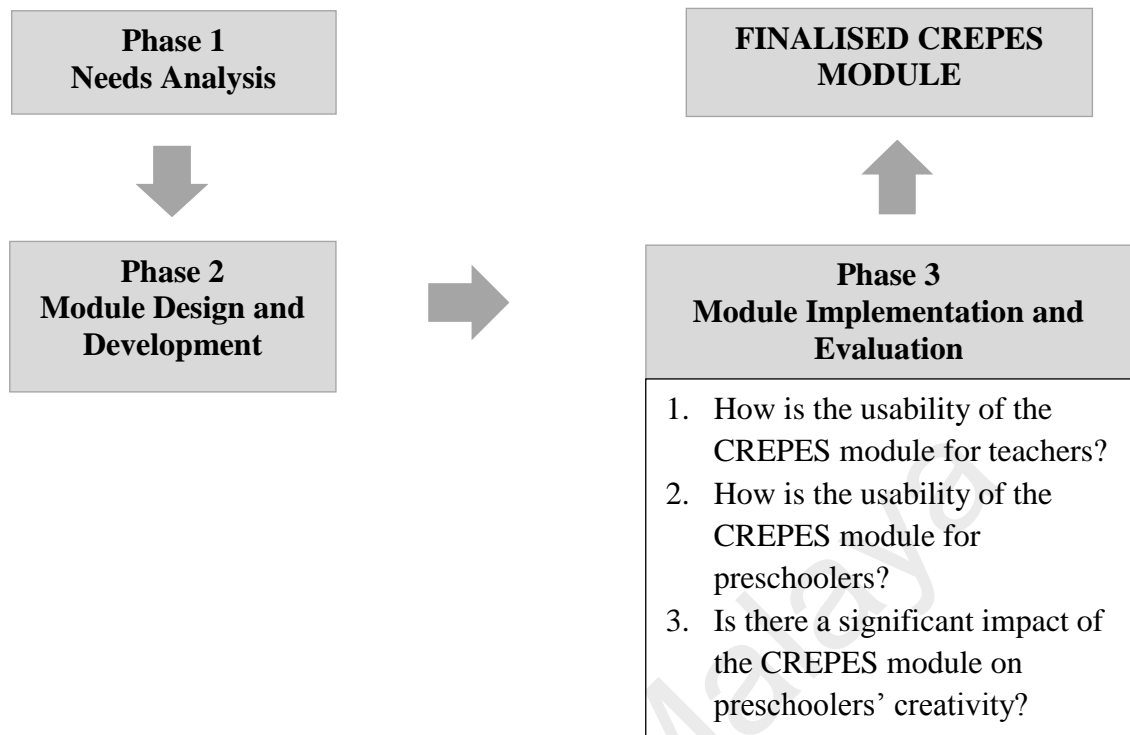 Phase 1
Needs Analysis
Phase 2
Module Design and
Development
Phase 3
Module Implementation and
Evaluation
1. How is the usability of the
CREPES module for teachers?
2. How is the usability of the
CREPES module for
preschoolers?
3. Is there a significant impact of
the CREPES module on
preschoolers’ creativity?
FINALISED CREPES
MODULE
Malaya